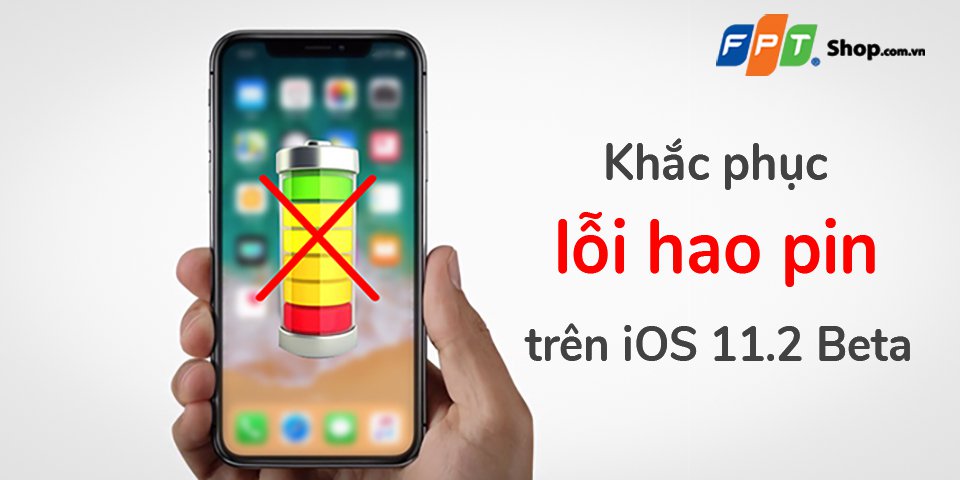 FPT Shop.com.vn
Khắc phục
lỗi hao pin
trên iOS 11.2 Beta